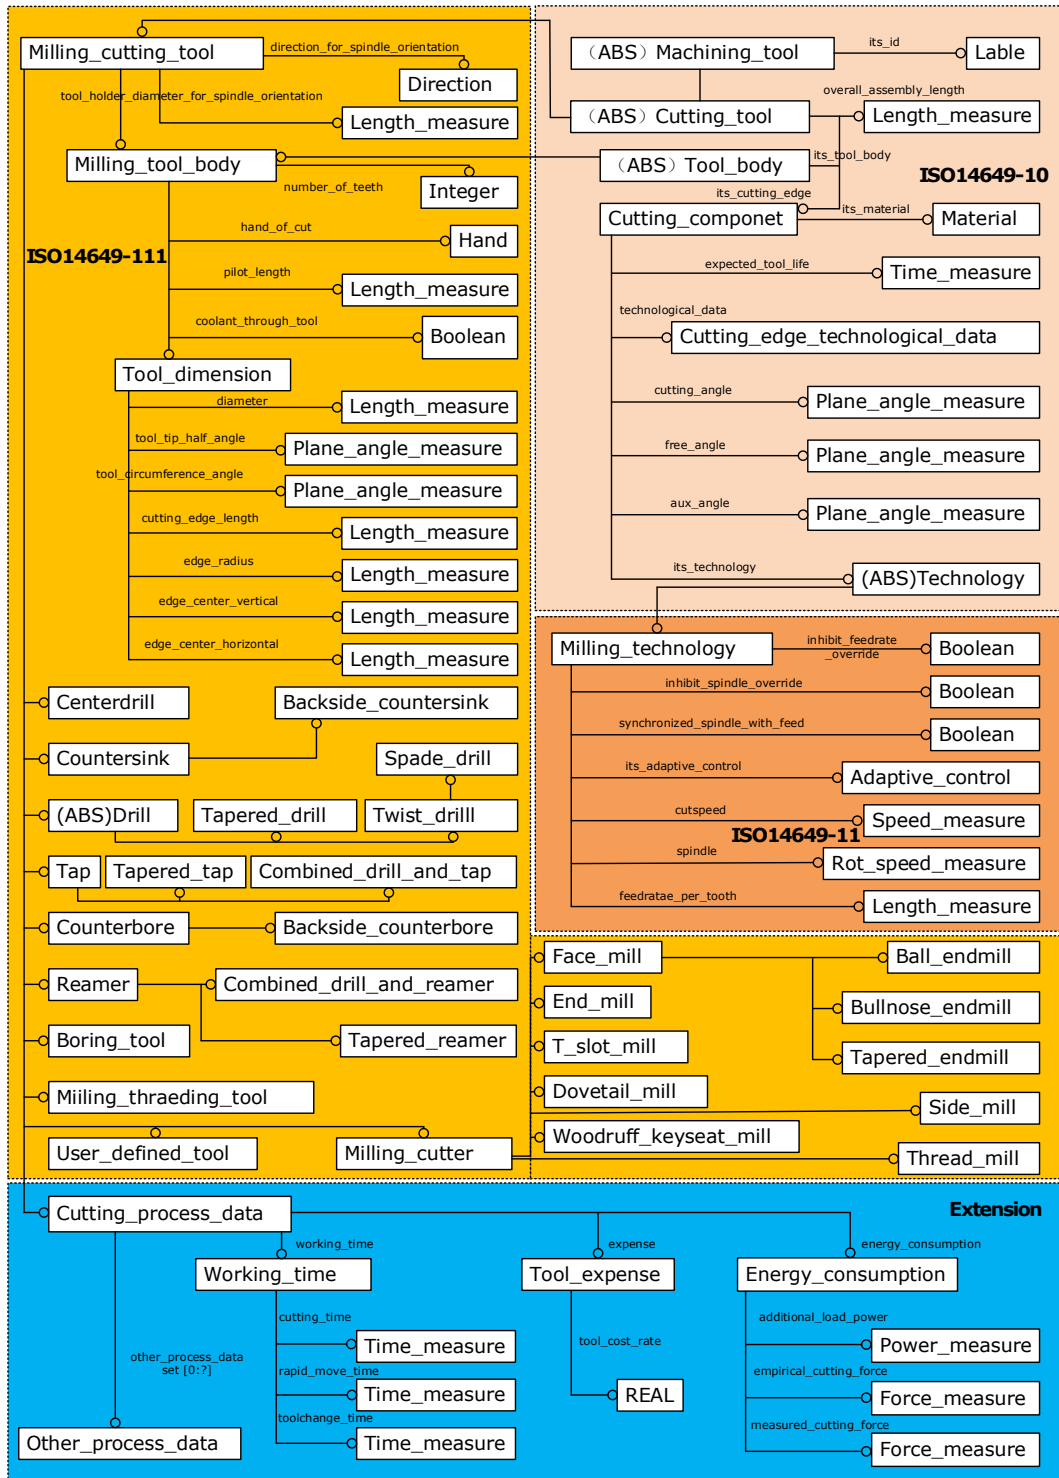 Milling_cutting_tool
direction_for_spindle_orientation
Direction
tool_holder_diameter_for_spindle_orientation
Length_measure
Milling_tool_body
number_of_teeth
Integer
hand_of_cut
Hand
ISO14649-111
pilot_length
Length_measure
coolant_through_tool
Boolean
Tool_dimension
diameter
Length_measure
tool_tip_half_angle
Plane_angle_measure
tool_circumference_angle
Plane_angle_measure
cutting_edge_length
Length_measure
edge_radius
Length_measure
edge_center_vertical
Length_measure
edge_center_horizontal
Length_measure
Centerdrill
Backside_countersink
Countersink
Spade_drill
(ABS)Drill
Tapered_drill
Twist_drilll
Tap
Tapered_tap
Combined_drill_and_tap
Counterbore
Backside_counterbore
Reamer
Combined_drill_and_reamer
Boring_tool
Tapered_reamer
Miiling_thraeding_tool
User_defined_tool
Milling_cutter
（ABS）Machining_tool
its_id
Lable
overall_assembly_length
（ABS）Cutting_tool
Length_measure
（ABS）Tool_body
its_tool_body
ISO14649-10
its_cutting_edge
Cutting_componet
its_material
Material
expected_tool_life
Time_measure
technological_data
Cutting_edge_technological_data
cutting_angle
Plane_angle_measure
free_angle
Plane_angle_measure
aux_angle
Plane_angle_measure
its_technology
(ABS)Technology
Milling_technology
inhibit_feedrate
_override
Boolean
inhibit_spindle_override
Boolean
synchronized_spindle_with_feed
Boolean
its_adaptive_control
Adaptive_control
cutspeed
Speed_measure
ISO14649-11
spindle
Rot_speed_measure
feedratae_per_tooth
Length_measure
Face_mill
Ball_endmill
End_mill
Bullnose_endmill
T_slot_mill
Tapered_endmill
Dovetail_mill
Side_mill
Woodruff_keyseat_mill
Thread_mill
Extension
Cutting_process_data
working_time
expense
energy_consumption
Working_time
Tool_expense
Energy_consumption
cutting_time
Time_measure
rapid_move_time
Time_measure
toolchange_time
Time_measure
other_process_data
set [0:?]
Other_process_data
tool_cost_rate
REAL
additional_load_power
Power_measure
empirical_cutting_force
Force_measure
measured_cutting_force
Force_measure